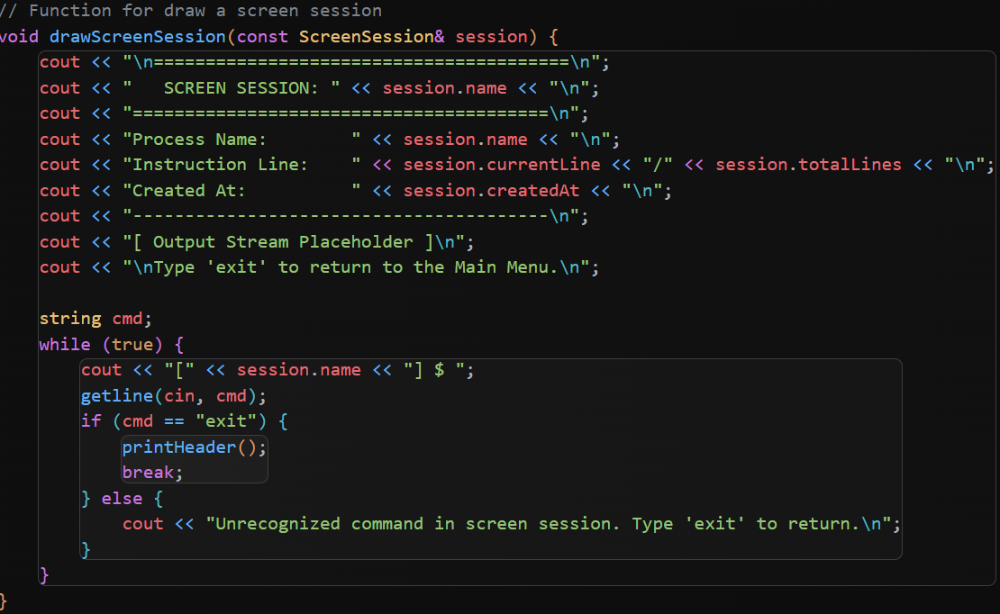 // Function for draw a screen session
void drawScreenSession(const ScreenSession& session) {
    cout << "\n========================================\n";
    cout << "   SCREEN SESSION: " << session.name << "\n";
    cout << "========================================\n";
    cout << "Process Name:        " << session.name << "\n";
    cout << "Instruction Line:    " << session.currentLine << "/" << session.totalLines << "\n";
    cout << "Created At:          " << session.createdAt << "\n";
    cout << "----------------------------------------\n";
    cout << "[ Output Stream Placeholder ]\n";
    cout << "\nType 'exit' to return to the Main Menu.\n";

    string cmd;
    while (true) {
        cout << "[" << session.name << "] $ ";
        getline(cin, cmd);
        if (cmd == "exit") {
            printHeader();
            break;
        } else {
            cout << "Unrecognized command in screen session. Type 'exit' to return.\n";
        }
    }
}